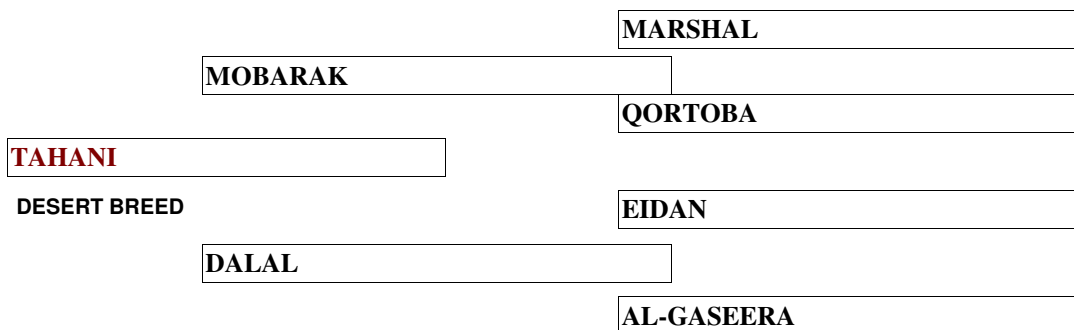 MARSHAL
MOBARAK
QORTOBA
TAHANI
DESERT BREED
EIDAN
DALAL
AL-GASEERA